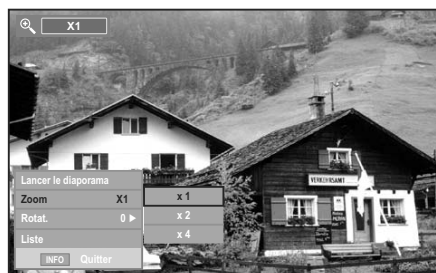 X1
Lancer le diaporama
Zoom X1
Rotat. 0 ►
Liste
INFO Quitter
x 1
x 2
x 4
VERKEHRSAMT